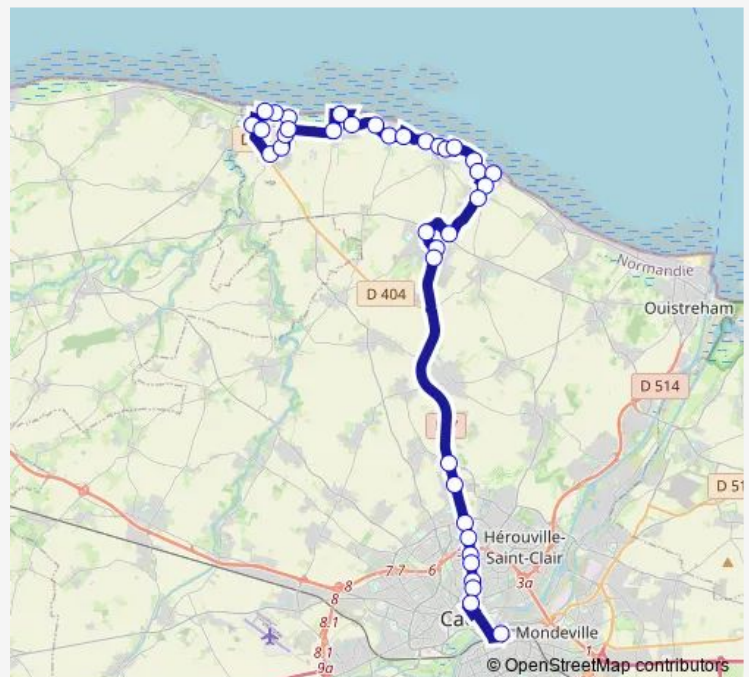 D 404
Normandie
Ouistreham
D 514
D 51
Hérouville-
Saint-Clair
7 7 6
3a
8
8
8.1
8.1
9a
Ca
Mondeville
1
© OpenStreetMap contributors